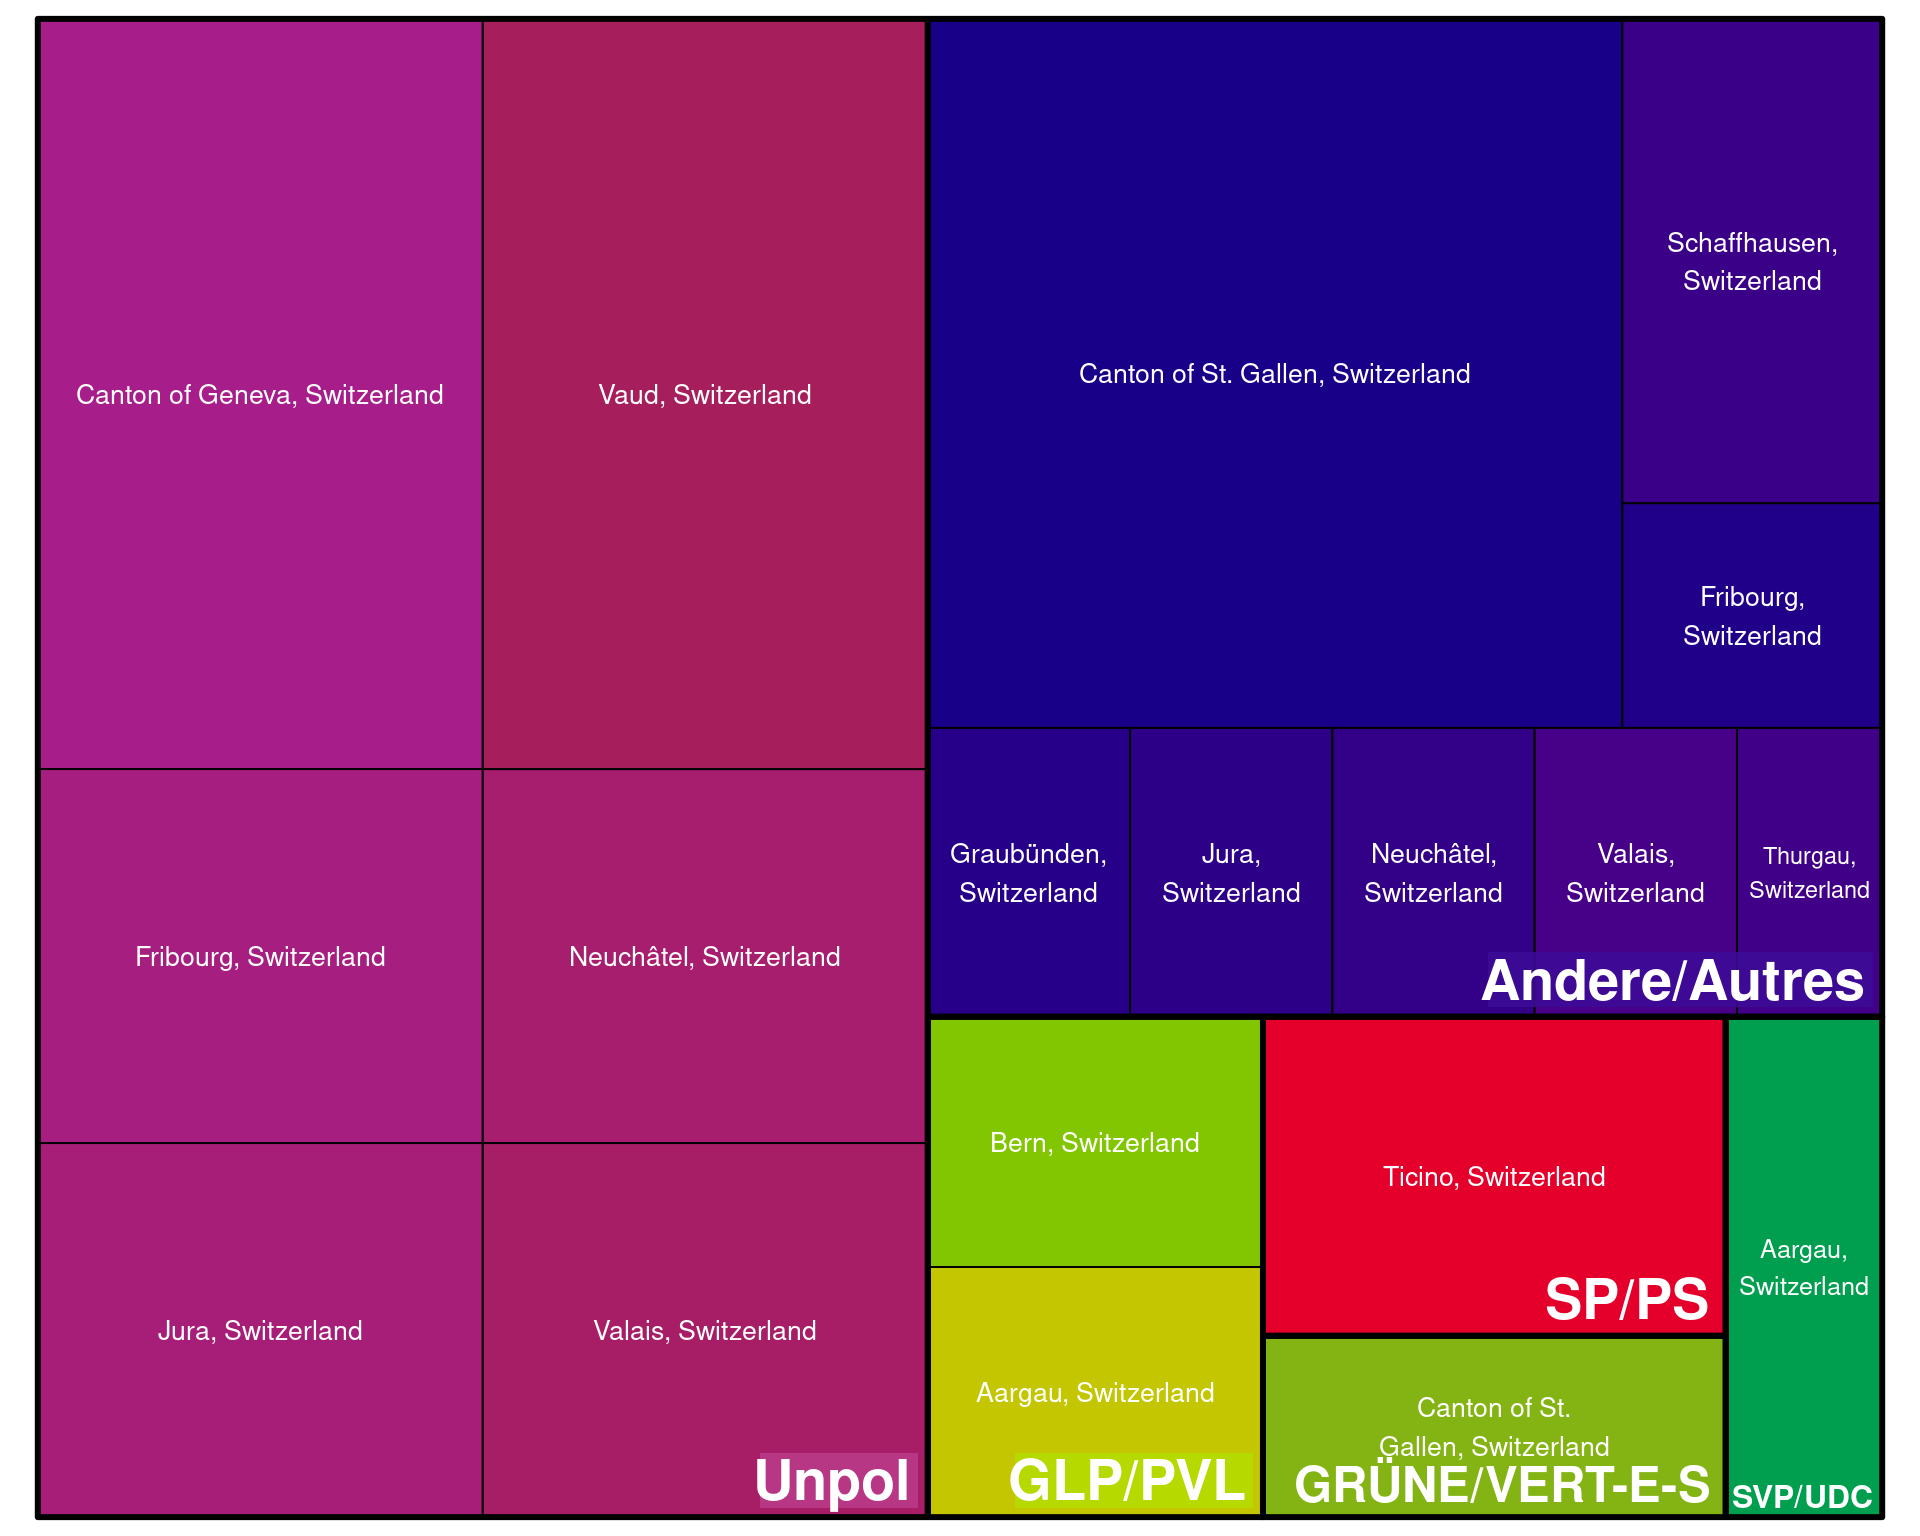 Canton of Geneva, Switzerland
Vaud, Switzerland
Fribourg, Switzerland
Neuchâtel, Switzerland
Jura, Switzerland
Valais, Switzerland
Unpol
Canton of St. Gallen, Switzerland
Schaffhausen,
Switzerland
Fribourg,
Switzerland
Graubünden,
Switzerland
Jura,
Switzerland
Neuchâtel,
Switzerland
Valais,
Switzerland
Thurgau,
Switzerland
Andere/Autres
Bern, Switzerland
Aargau, Switzerland
GLP/PVL
Ticino, Switzerland
SP/PS
Canton of St.
Gallen, Switzerland
GRÜNE/VERT-E-S
Aargau,
Switzerland
SVP/UDC